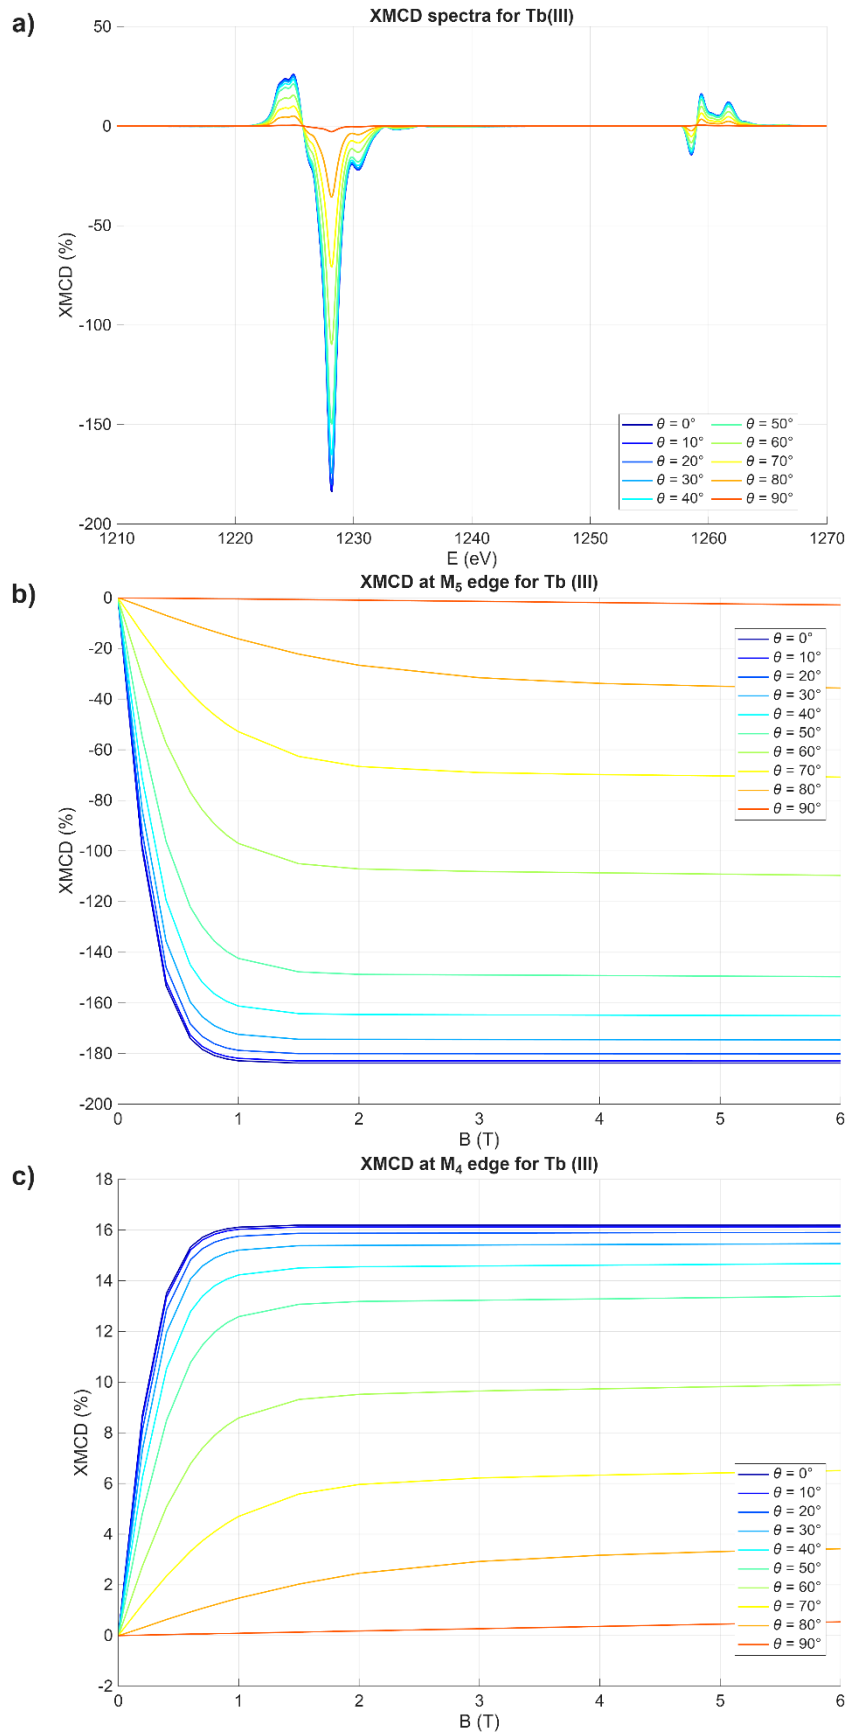 a)
XMCD spectra for Tb(III)
50
0
-50
-100
-150
-200
XMCD (%)
θ = 0°
θ = 10°
θ = 20°
θ = 30°
θ = 40°
θ = 50°
θ = 60°
θ = 70°
θ = 80°
θ = 90°
1210 1220 1230 1240 1250 1260 1270
E (eV)
b)
XMCD at M5 edge for Tb (III)
0
-20
-40
-60
-80
-100
-120
-140
-160
-180
-200
XMCD (%)
θ = 0°
θ = 10°
θ = 20°
θ = 30°
θ = 40°
θ = 50°
θ = 60°
θ = 70°
θ = 80°
θ = 90°
0 1 2 3 4 5 6
B (T)
c)
XMCD at M4 edge for Tb (III)
18
16
14
12
10
8
6
4
2
0
-2
XMCD (%)
θ = 0°
θ = 10°
θ = 20°
θ = 30°
θ = 40°
θ = 50°
θ = 60°
θ = 70°
θ = 80°
θ = 90°
0 1 2 3 4 5 6
B (T)